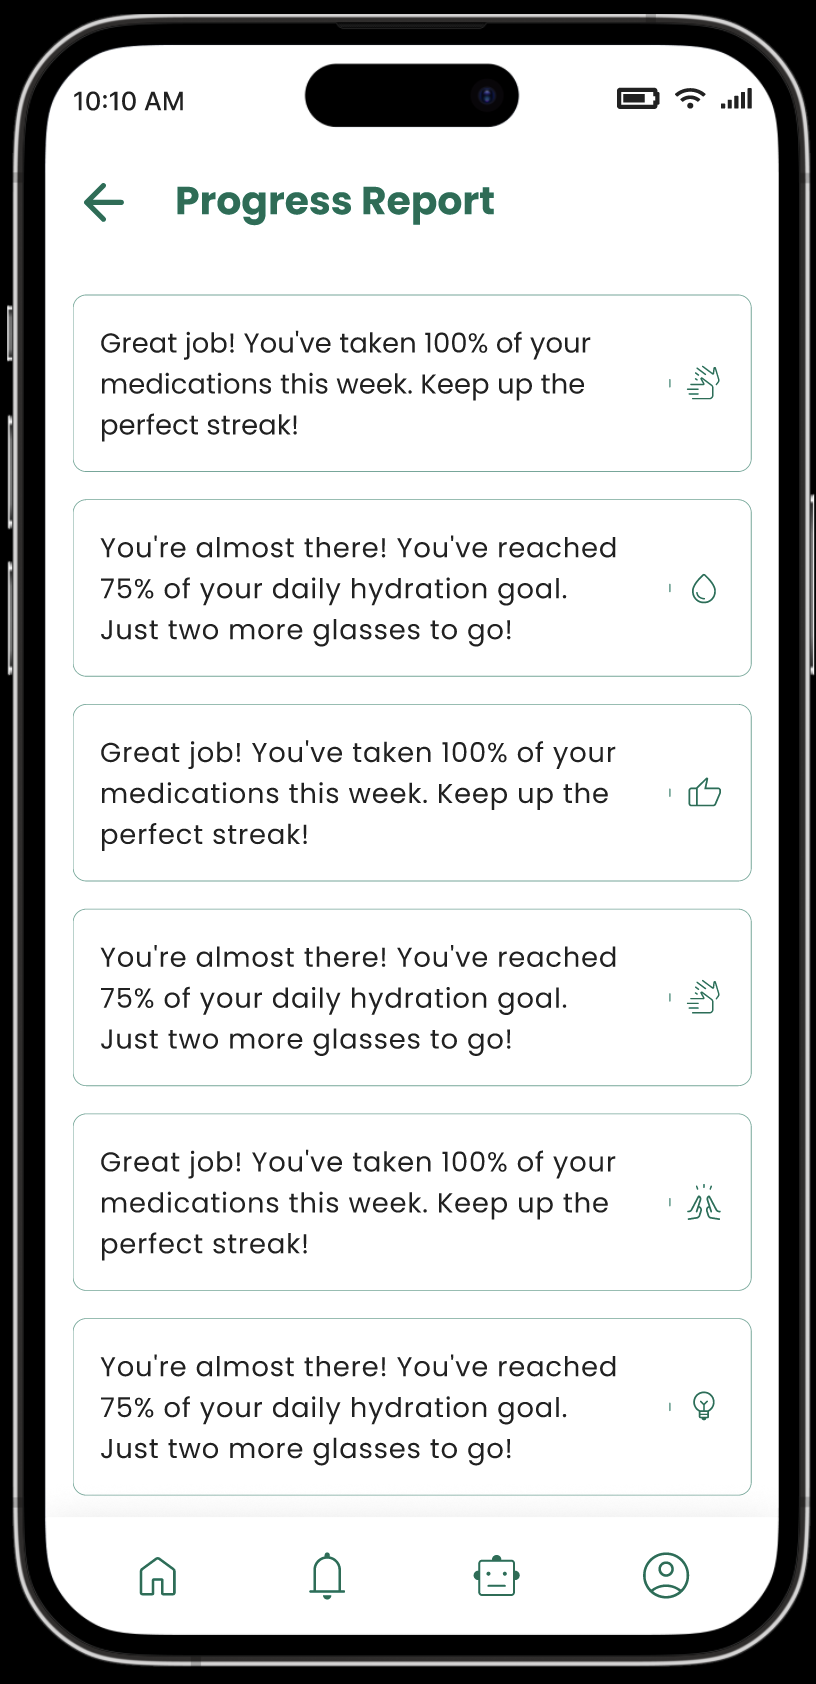 10:10 AM
Progress Report
Great job! You've taken 100% of your
medications this week. Keep up the
perfect streak!
You're almost there! You've reached
75% of your daily hydration goal.
Just two more glasses to go!
Great job! You've taken 100% of your
medications this week. Keep up the
perfect streak!
You're almost there! You've reached
75% of your daily hydration goal.
Just two more glasses to go!
Great job! You've taken 100% of your
medications this week. Keep up the
perfect streak!
You're almost there! You've reached
75% of your daily hydration goal.
Just two more glasses to go!